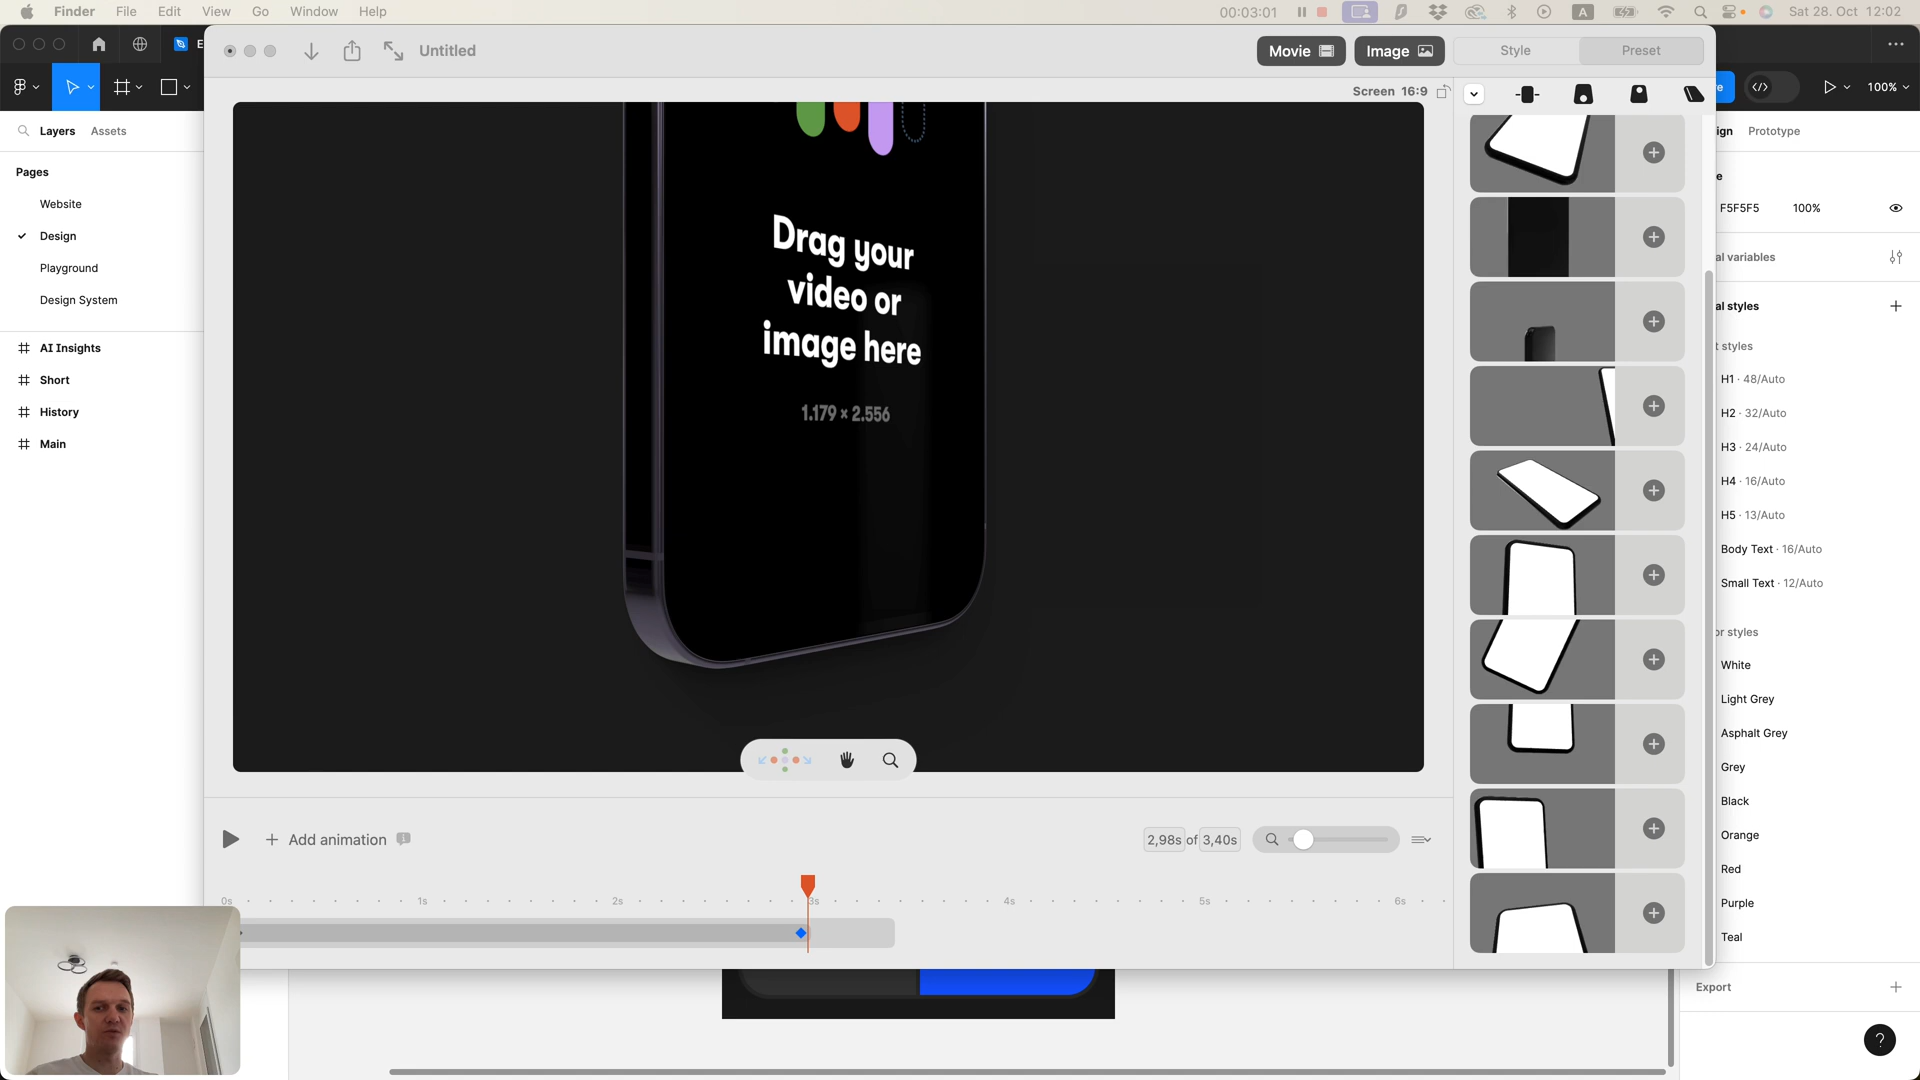 Finder File Edit View Go Window Help
00:03:01
A
Sat 28. Oct 12:02
E
Untitled
Movie
Image
Style
Preset
100%
Layers
Assets
Screen 16:9
ign
Prototype
Pages
Website
Design
Playground
Design System
AI Insights
Short
History
Main
Drag your
video or
image here
1.179 × 2.556
e
F5F5F5
100%
al variables
al styles
t styles
H1 · 48/Auto
H2 · 32/Auto
H3 · 24/Auto
H4 · 16/Auto
H5 · 13/Auto
Body Text · 16/Auto
Small Text · 12/Auto
or styles
White
Light Grey
Asphalt Grey
Grey
Black
Orange
Red
Purple
Teal
Export
?
Add animation
2,98s of 3,40s
0s
1s
2s
3s
4s
5s
6s